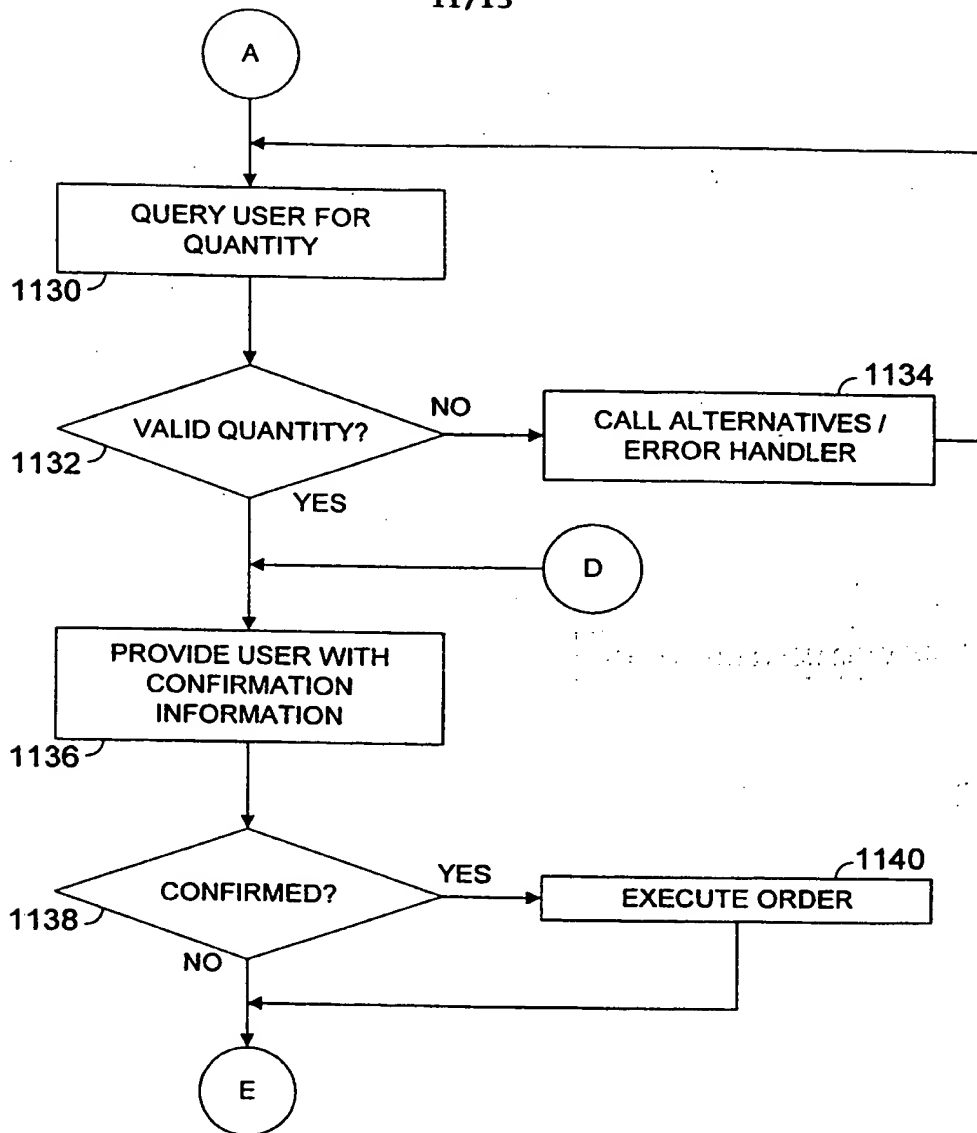 11/13
A
QUERY USER FOR
QUANTITY
1130
VALID QUANTITY?
1132
NO
YES
1134
CALL ALTERNATIVES /
ERROR HANDLER
D
PROVIDE USER WITH
CONFIRMATION
INFORMATION
1136
CONFIRMED?
1138
YES
NO
1140
EXECUTE ORDER
E